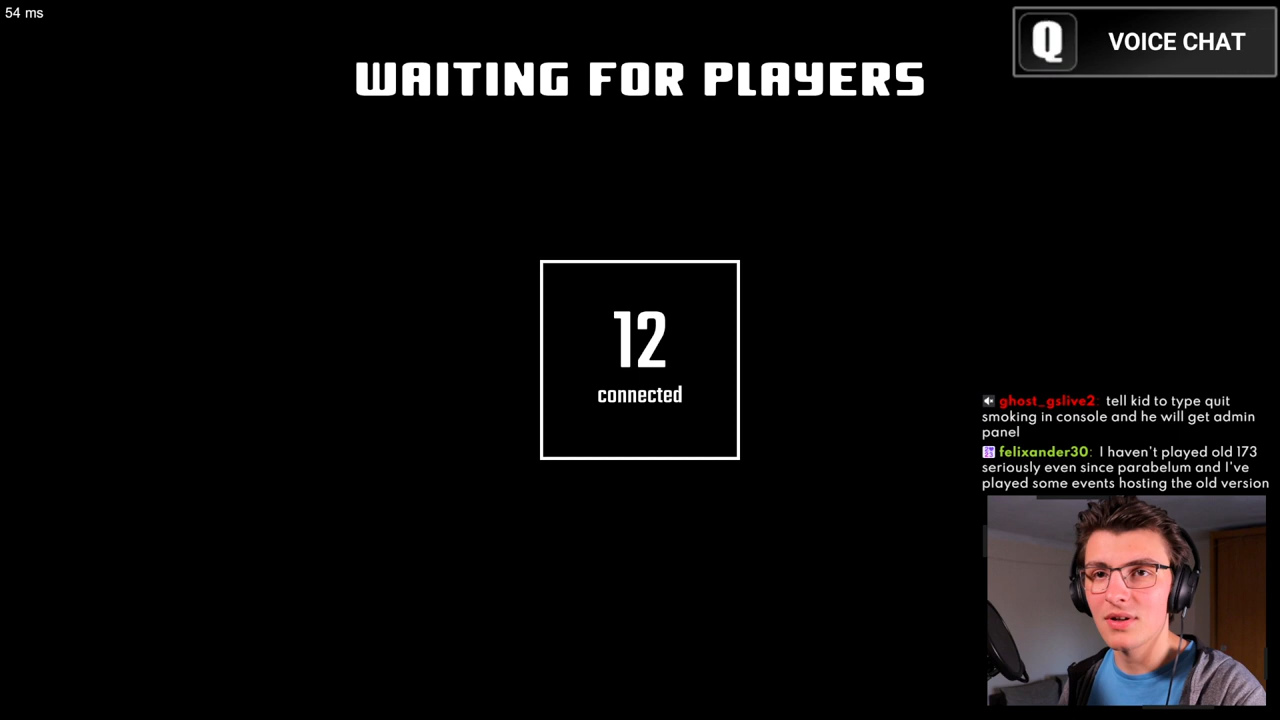 54 ms
Q VOICE CHAT
WAITING FOR PLAYERS
12
connected
ghost_gslive2: tell kid to type quit
smoking in console and he will get admin
panel
felixander30: I haven't played old 173
seriously even since parabelum and I've
played some events hosting the old version